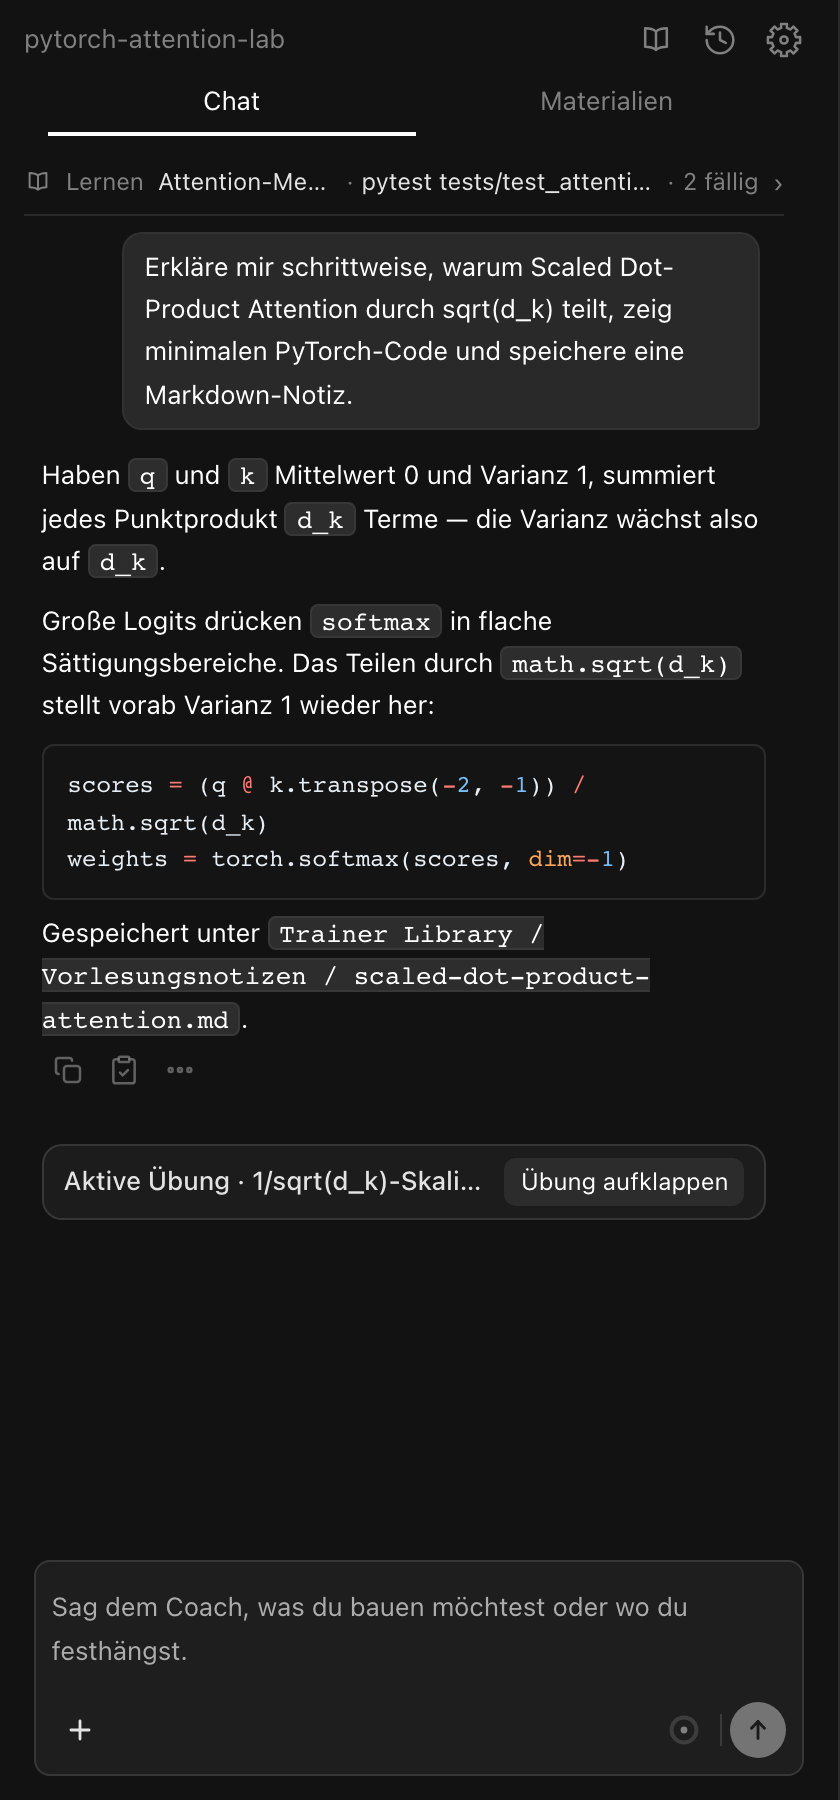 pytorch-attention-lab
Chat
Materialien
Lernen Attention-Me... · pytest tests/test_attenti... · 2 fällig ›
Erkläre mir schrittweise, warum Scaled Dot-
Product Attention durch sqrt(d_k) teilt, zeig
minimalen PyTorch-Code und speichere eine
Markdown-Notiz.
Haben q und k Mittelwert 0 und Varianz 1, summiert
jedes Punktprodukt d_k Terme — die Varianz wächst also
auf d_k.
Große Logits drücken softmax in flache
Sättigungsbereiche. Das Teilen durch math.sqrt(d_k)
stellt vorab Varianz 1 wieder her:
scores = (q @ k.transpose(-2, -1)) /
math.sqrt(d_k)
weights = torch.softmax(scores, dim=-1)
Gespeichert unter Trainer Library /
Vorlesungsnotizen / scaled-dot-product-
attention.md.
Aktive Übung · 1/sqrt(d_k)-Skali... Übung aufklappen
Sag dem Coach, was du bauen möchtest oder wo du
festhängst.